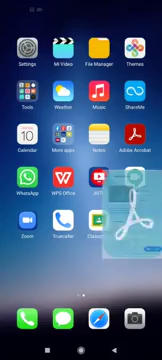 Settings
Mi Video
File Manager
Themes
Tools
Weather
Music
ShareMe
10
Calendar
More apps
Notes
Adobe Acrobat
WhatsApp
WPS Office
Zoom
Truecaller